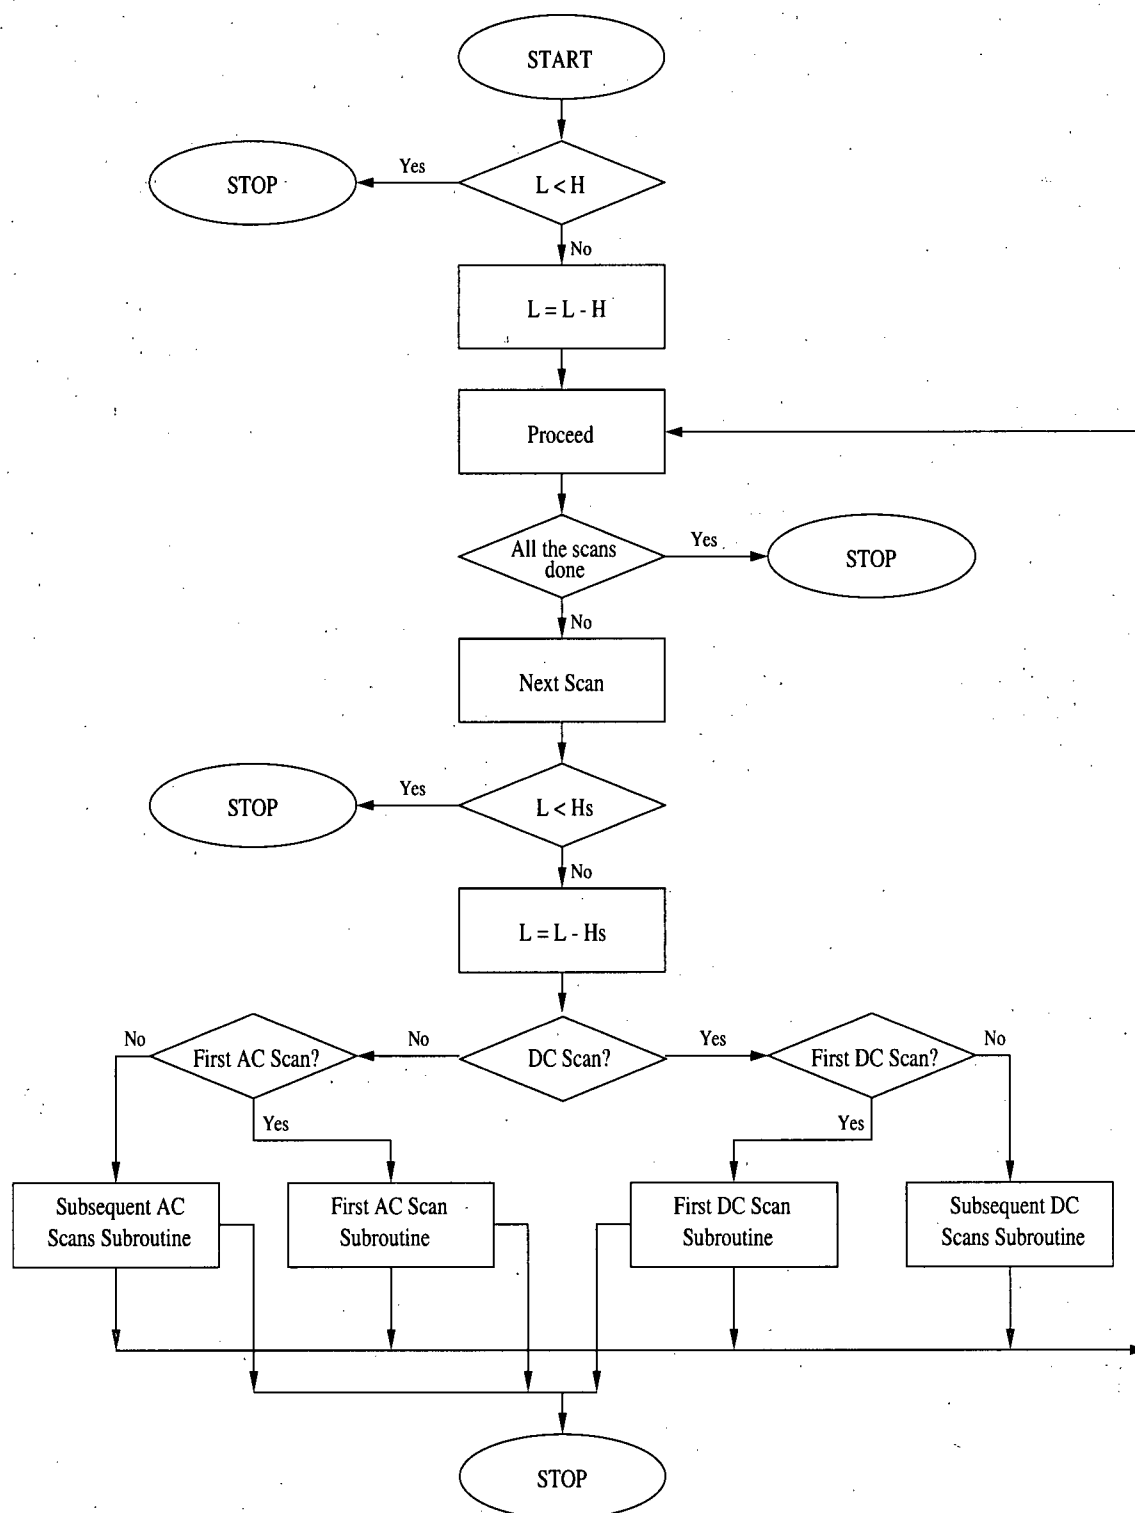 START
Yes
STOP
L < H
No
L = L - H
Proceed
All the scans
done
Yes
STOP
No
Next Scan
Yes
STOP
L < Hs
No
L = L - Hs
No
First AC Scan?
No
DC Scan?
Yes
First DC Scan?
No
Yes
Yes
Subsequent AC
Scans Subroutine
First AC Scan
Subroutine
First DC Scan
Subroutine
Subsequent DC
Scans Subroutine
STOP